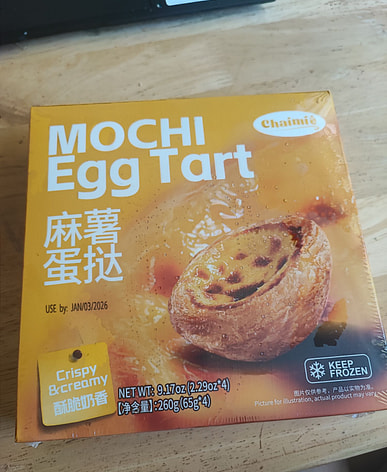 Chaimie
MOCHI
Egg Tart
麻薯
蛋挞
USE by: JAN/03/2026
Crispy
&creamy
酥脆奶香
NET WT: 9.17oz (2.29oz*4)
【净含量】:260g(65g*4)
KEEP
FROZEN
图片仅供参考，产品以实物为准。
Picture for illustration, actual product may vary.